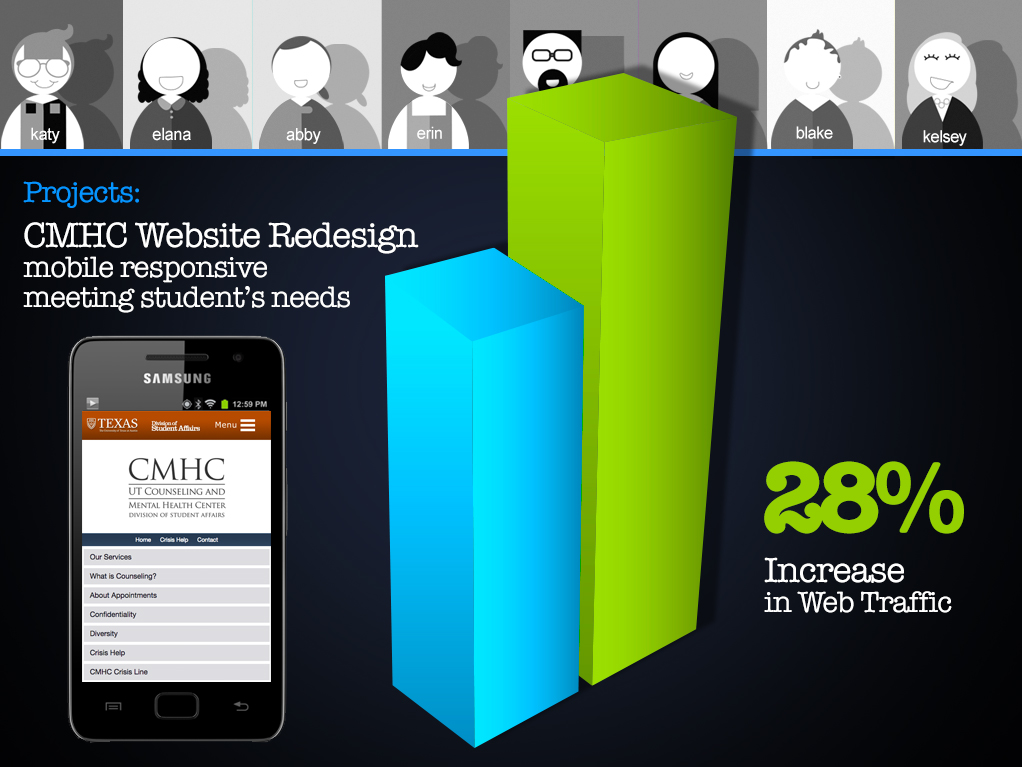 katy
elana
abby
erin
blake
kelsey
Projects:
CMHC Website Redesign
mobile responsive
meeting student's needs
SAMSUNG
12:59 PM
TEXAS
Division of
Student Affairs
Menu
CMHC
UT COUNSELING AND
MENTAL HEALTH CENTER
DIVISION OF STUDENT AFFAIRS
Home Crisis Help Contact
Our Services
What is Counseling?
About Appointments
Confidentiality
Diversity
Crisis Help
CMHC Crisis Line
28%
Increase
in Web Traffic